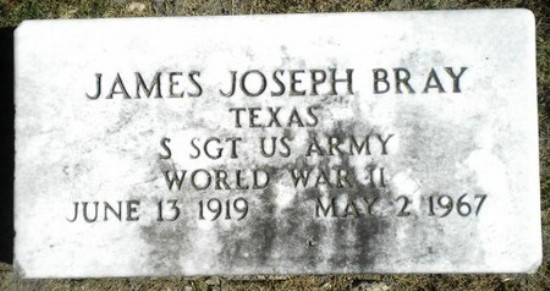 JAMES JOSEPH BRAY
TEXAS
S SGT US ARMY
WORLD WAR II
JUNE 13 1919 MAY 2 1967